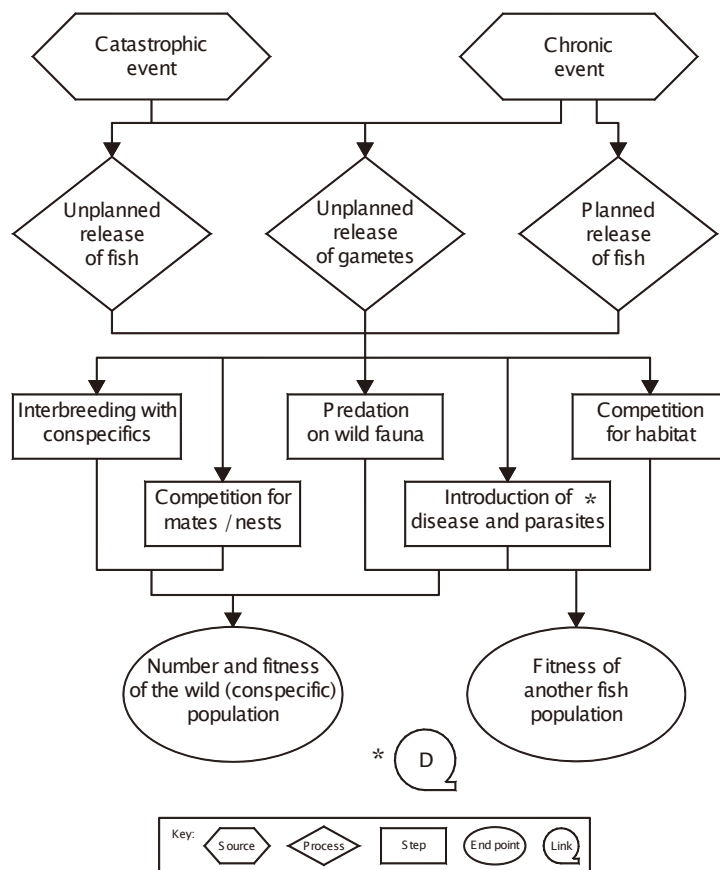 Catastrophic
event
Chronic
event
Unplanned
release
of fish
Unplanned
release
of gametes
Planned
release
of fish
Interbreeding with
conspecifics
Predation
on wild fauna
Competition
for habitat
Competition for
mates / nests
Introduction of *
disease and parasites
Number and fitness
of the wild (conspecific)
population
Fitness of
another fish
population
* D
Key: Source Process Step End point Link